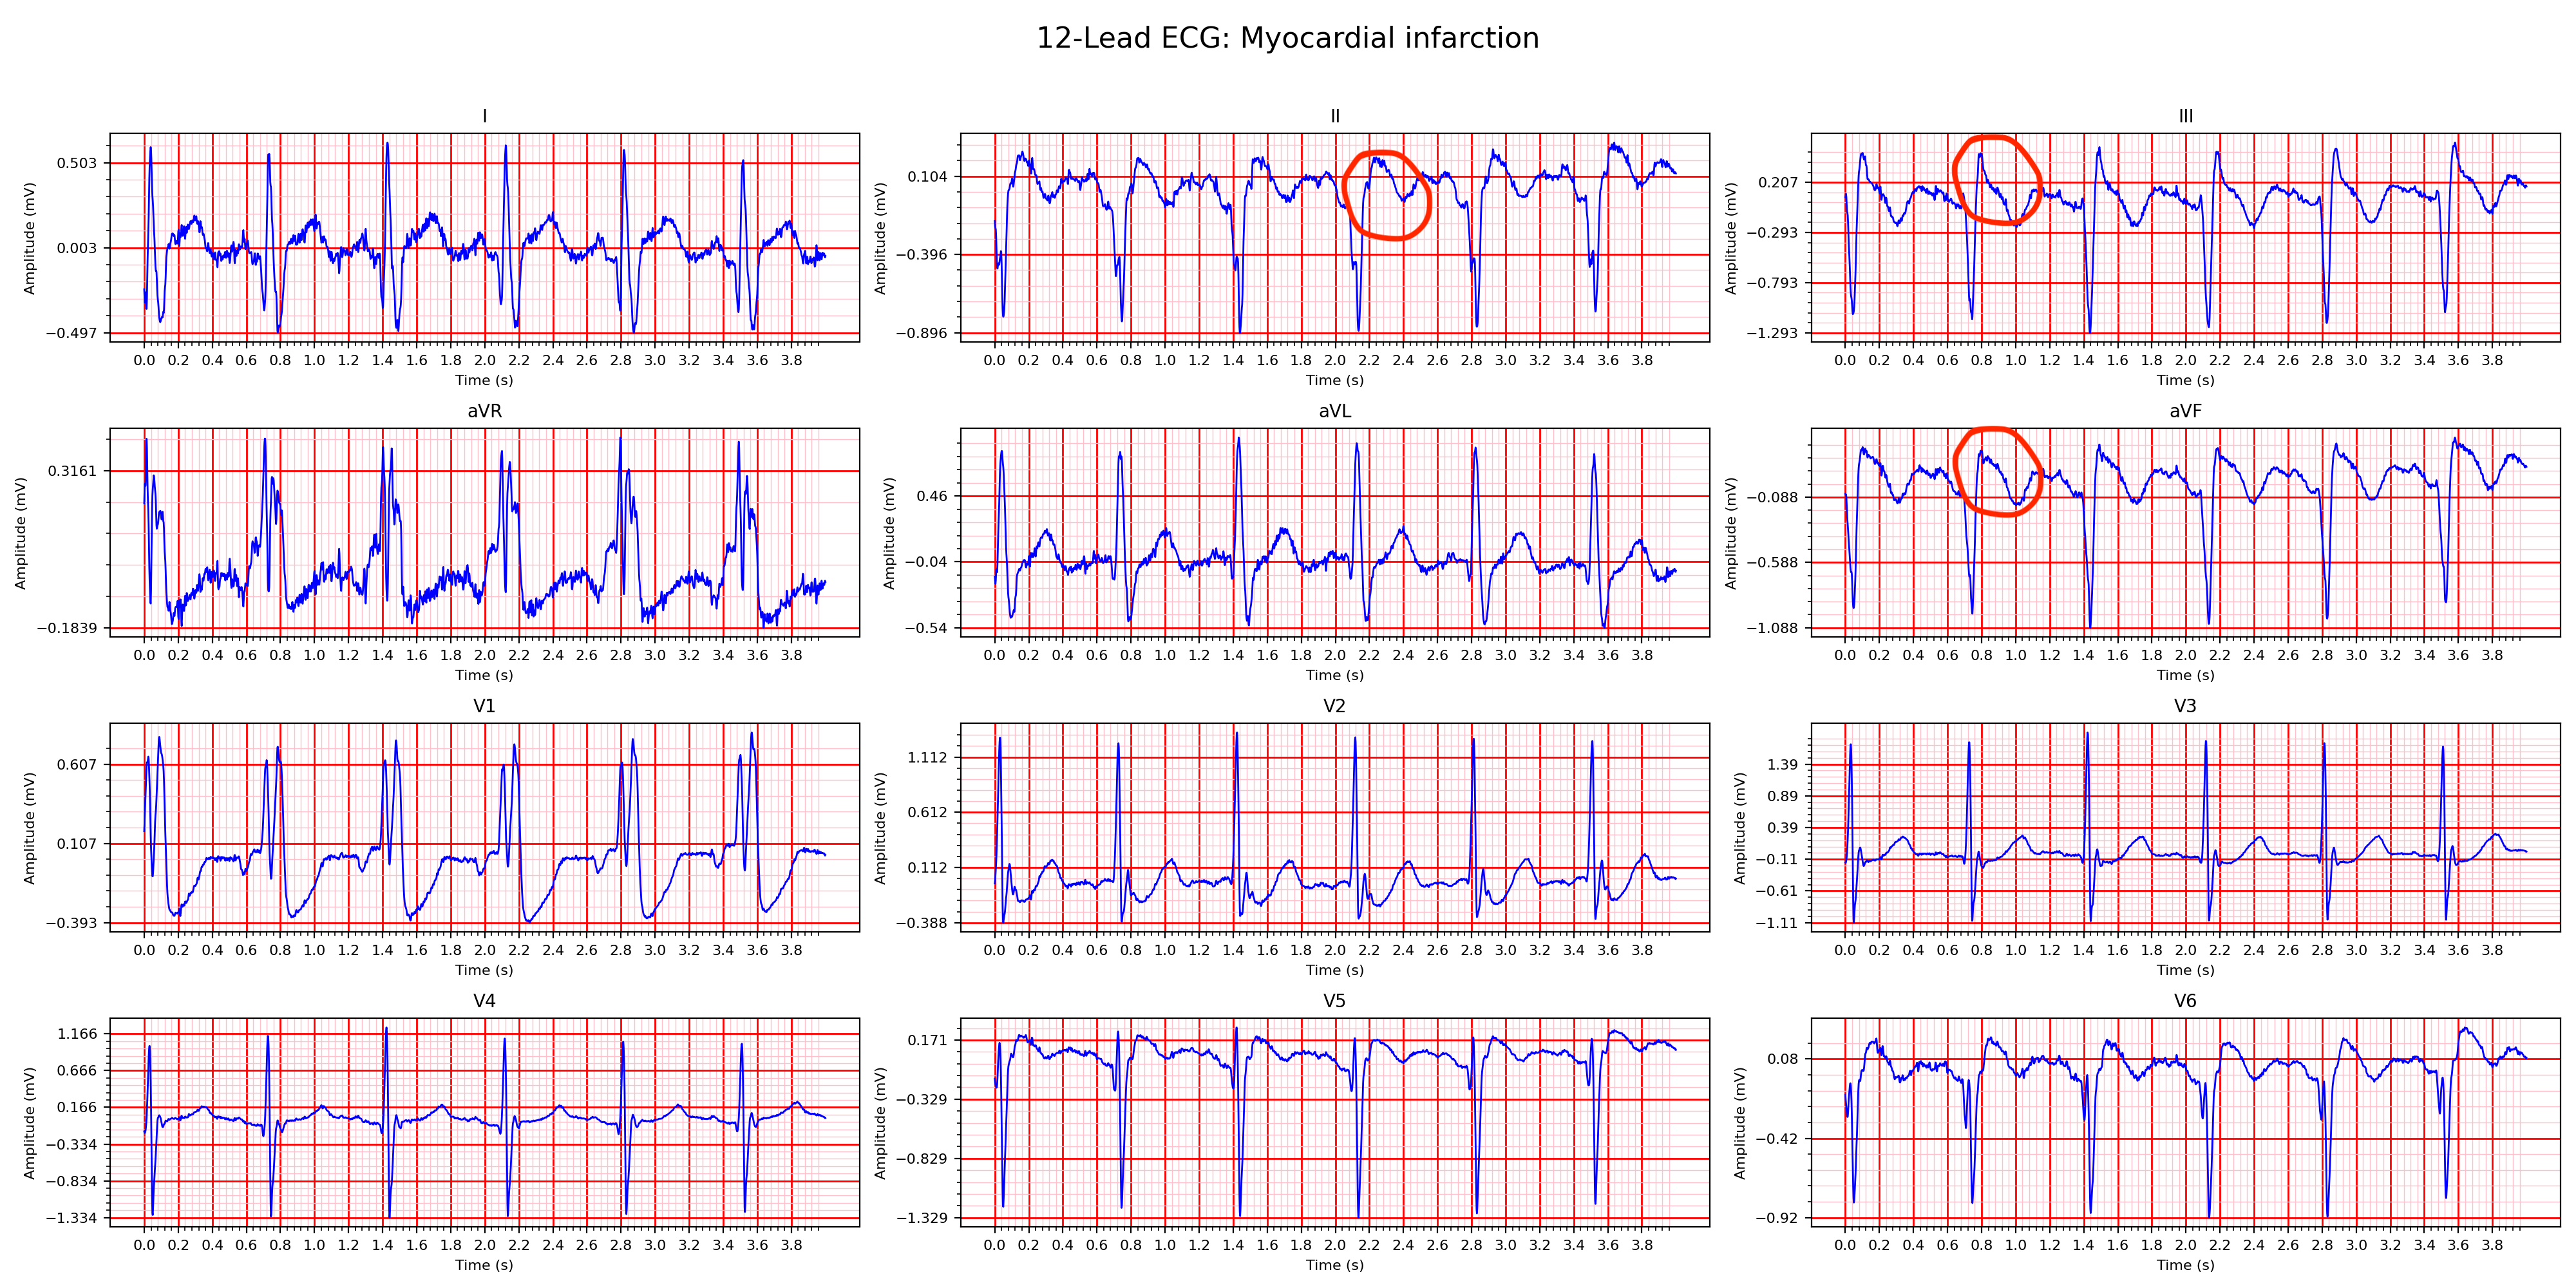 12-Lead ECG: Myocardial infarction
I
Amplitude (mV)
0.503
0.003
−0.497
0.0 0.2 0.4 0.6 0.8 1.0 1.2 1.4 1.6 1.8 2.0 2.2 2.4 2.6 2.8 3.0 3.2 3.4 3.6 3.8
Time (s)
II
Amplitude (mV)
0.104
−0.396
−0.896
0.0 0.2 0.4 0.6 0.8 1.0 1.2 1.4 1.6 1.8 2.0 2.2 2.4 2.6 2.8 3.0 3.2 3.4 3.6 3.8
Time (s)
III
Amplitude (mV)
0.207
−0.293
−0.793
−1.293
0.0 0.2 0.4 0.6 0.8 1.0 1.2 1.4 1.6 1.8 2.0 2.2 2.4 2.6 2.8 3.0 3.2 3.4 3.6 3.8
Time (s)
aVR
Amplitude (mV)
0.3161
−0.1839
0.0 0.2 0.4 0.6 0.8 1.0 1.2 1.4 1.6 1.8 2.0 2.2 2.4 2.6 2.8 3.0 3.2 3.4 3.6 3.8
Time (s)
aVL
Amplitude (mV)
0.46
−0.04
−0.54
0.0 0.2 0.4 0.6 0.8 1.0 1.2 1.4 1.6 1.8 2.0 2.2 2.4 2.6 2.8 3.0 3.2 3.4 3.6 3.8
Time (s)
aVF
Amplitude (mV)
−0.088
−0.588
−1.088
0.0 0.2 0.4 0.6 0.8 1.0 1.2 1.4 1.6 1.8 2.0 2.2 2.4 2.6 2.8 3.0 3.2 3.4 3.6 3.8
Time (s)
V1
Amplitude (mV)
0.607
0.107
−0.393
0.0 0.2 0.4 0.6 0.8 1.0 1.2 1.4 1.6 1.8 2.0 2.2 2.4 2.6 2.8 3.0 3.2 3.4 3.6 3.8
Time (s)
V2
Amplitude (mV)
1.112
0.612
0.112
−0.388
0.0 0.2 0.4 0.6 0.8 1.0 1.2 1.4 1.6 1.8 2.0 2.2 2.4 2.6 2.8 3.0 3.2 3.4 3.6 3.8
Time (s)
V3
Amplitude (mV)
1.39
0.89
0.39
−0.11
−0.61
−1.11
0.0 0.2 0.4 0.6 0.8 1.0 1.2 1.4 1.6 1.8 2.0 2.2 2.4 2.6 2.8 3.0 3.2 3.4 3.6 3.8
Time (s)
V4
Amplitude (mV)
1.166
0.666
0.166
−0.334
−0.834
−1.334
0.0 0.2 0.4 0.6 0.8 1.0 1.2 1.4 1.6 1.8 2.0 2.2 2.4 2.6 2.8 3.0 3.2 3.4 3.6 3.8
Time (s)
V5
Amplitude (mV)
0.171
−0.329
−0.829
−1.329
0.0 0.2 0.4 0.6 0.8 1.0 1.2 1.4 1.6 1.8 2.0 2.2 2.4 2.6 2.8 3.0 3.2 3.4 3.6 3.8
Time (s)
V6
Amplitude (mV)
0.08
−0.42
−0.92
0.0 0.2 0.4 0.6 0.8 1.0 1.2 1.4 1.6 1.8 2.0 2.2 2.4 2.6 2.8 3.0 3.2 3.4 3.6 3.8
Time (s)